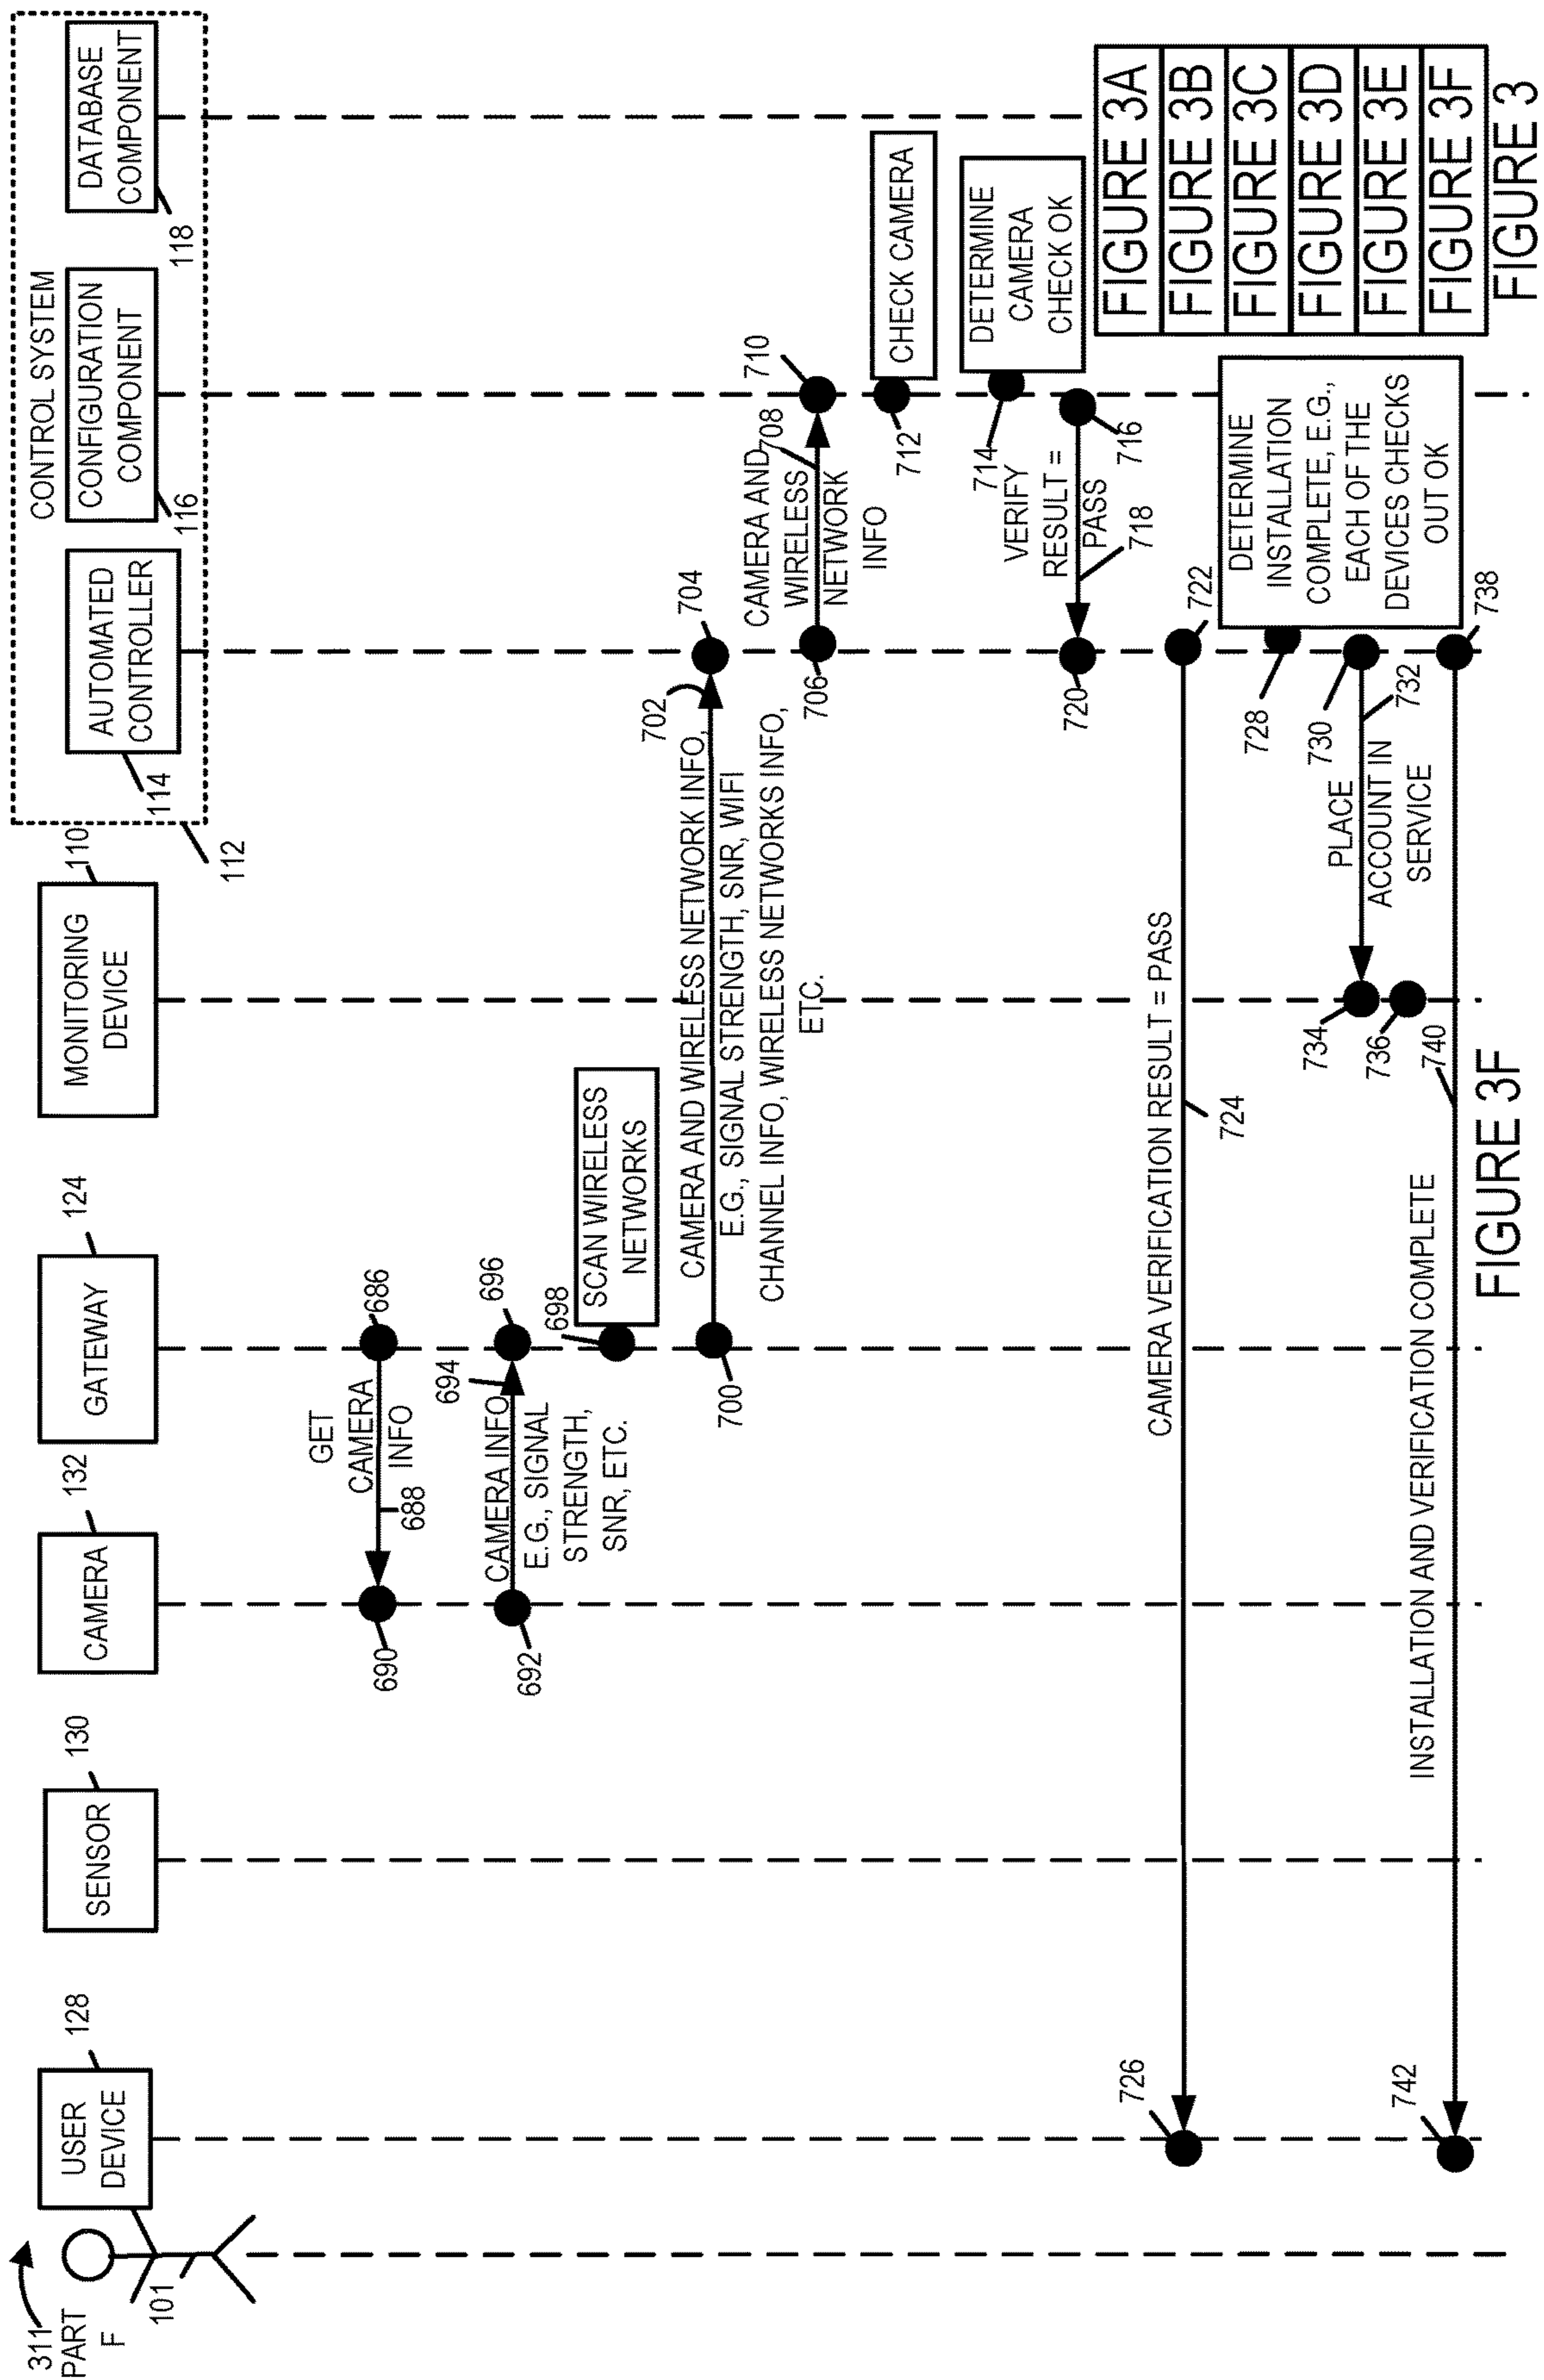 311
PART
F
101
USER
DEVICE
128
SENSOR
130
CAMERA
132
GATEWAY
124
MONITORING
DEVICE
110
112
CONTROL SYSTEM
AUTOMATED
CONTROLLER
114
CONFIGURATION
COMPONENT
116
DATABASE
COMPONENT
118
686
GET
CAMERA
INFO
688
690
692
CAMERA INFO
E.G., SIGNAL
STRENGTH,
SNR, ETC.
694
696
698
SCAN WIRELESS
NETWORKS
700
CAMERA AND WIRELESS NETWORK INFO,
E.G., SIGNAL STRENGTH, SNR, WIFI
CHANNEL INFO, WIRELESS NETWORKS INFO,
ETC.
702
704
706
CAMERA AND
WIRELESS
NETWORK
INFO
708
710
712
CHECK CAMERA
714
DETERMINE
CAMERA
CHECK OK
716
VERIFY
RESULT =
PASS
718
720
722
CAMERA VERIFICATION RESULT = PASS
724
726
728
DETERMINE
INSTALLATION
COMPLETE, E.G.,
EACH OF THE
DEVICES CHECKS
OUT OK
730
732
PLACE
ACCOUNT IN
SERVICE
734
736
738
INSTALLATION AND VERIFICATION COMPLETE
740
742
FIGURE 3A
FIGURE 3B
FIGURE 3C
FIGURE 3D
FIGURE 3E
FIGURE 3F
FIGURE 3
FIGURE 3F